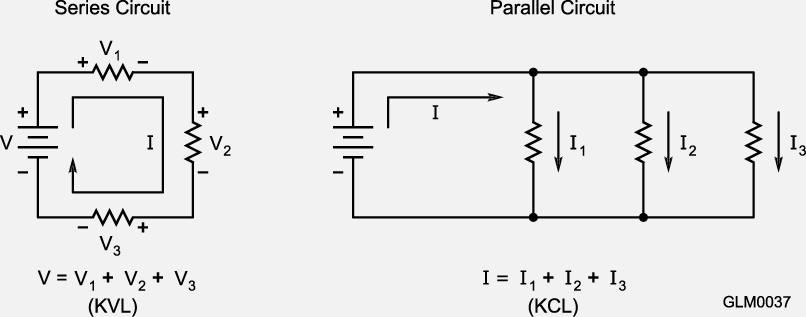 Series Circuit
+ V1 −
+
V
−
I
+
V2
−
− V3 +
V = V1 + V2 + V3
(KVL)
Parallel Circuit
+
−
I
I1
I2
I3
I = I1 + I2 + I3
(KCL)
GLM0037